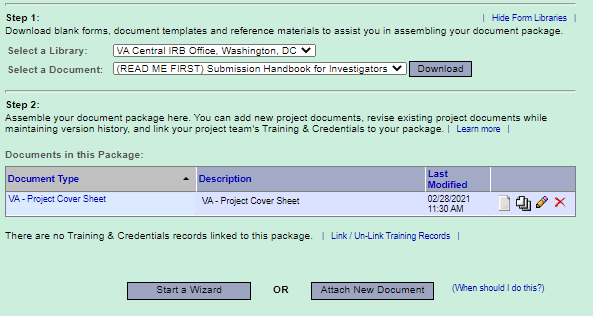 Step 1: | Hide Form Libraries |
Download blank forms, document templates and reference materials to assist you in assembling your document package.
Select a Library: VA Central IRB Office, Washington, DC
Select a Document: (READ ME FIRST) Submission Handbook for Investigators Download
Step 2:
Assemble your document package here. You can add new project documents, revise existing project documents while
maintaining version history, and link your project team's Training & Credentials to your package. | Learn more |
Documents in this Package:
Document Type Description Last
Modified
VA - Project Cover Sheet VA - Project Cover Sheet 02/28/2021
11:30 AM
There are no Training & Credentials records linked to this package. | Link / Un-Link Training Records |
Start a Wizard OR Attach New Document (When should I do this?)